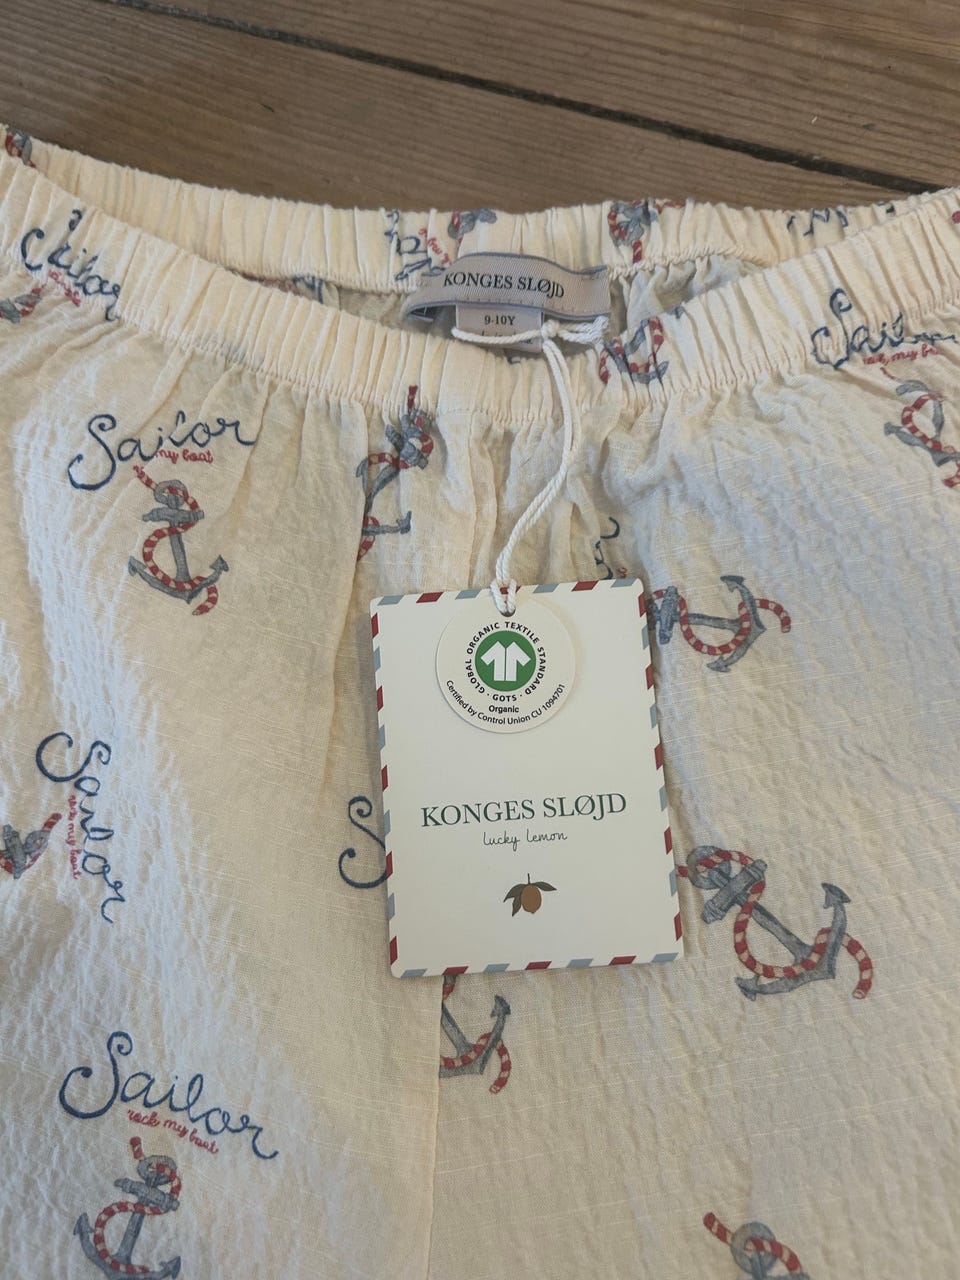 KONGES SLØJD
9-10Y
Sailor
Sailor
rock my b
Sailor
my boat
GLOBAL ORGANIC TEXTILE STANDARD
· GOTS ·
Organic
Certified by Control Union CU 1094701
KONGES SLØJD
lucky lemon
Sailor
rock my boat
S
Sailor
rock my boat